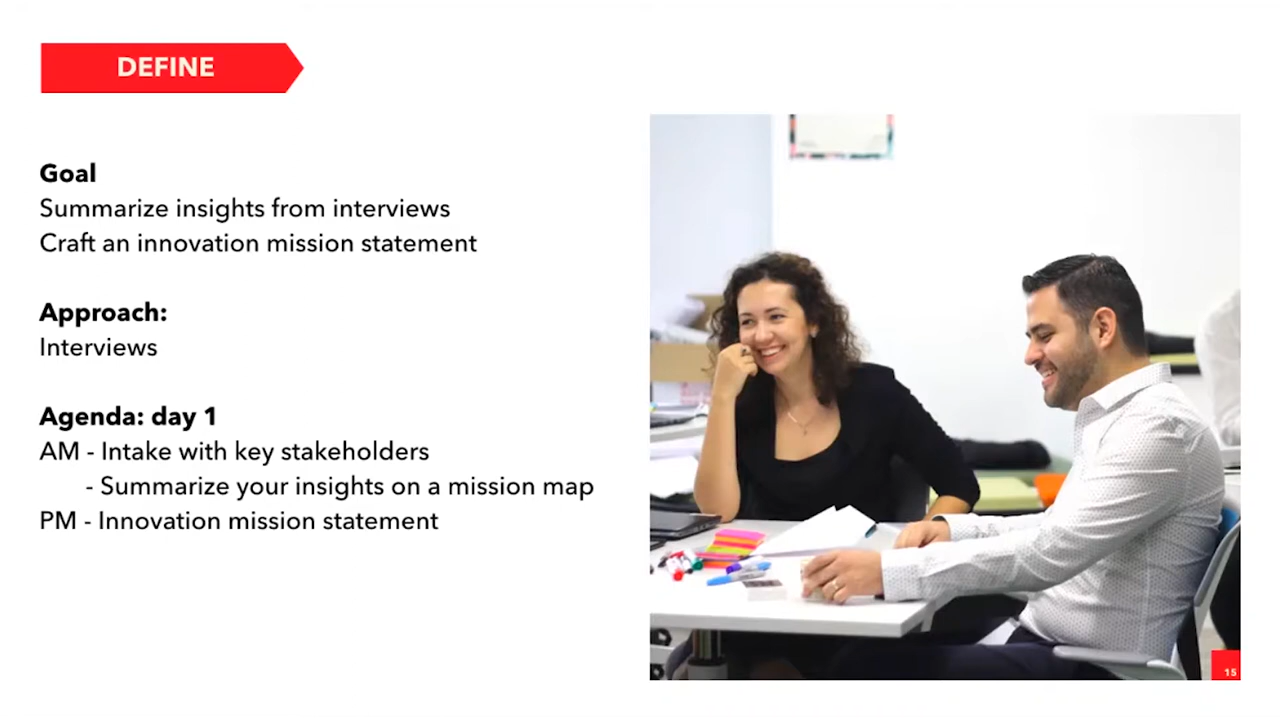 DEFINE
Goal
Summarize insights from interviews
Craft an innovation mission statement
Approach:
Interviews
Agenda: day 1
AM - Intake with key stakeholders
- Summarize your insights on a mission map
PM - Innovation mission statement
15